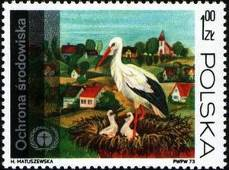 Ochrona środowiska
1.00
ZŁ
POLSKA
H. MATUSZEWSKA
PWPW 73